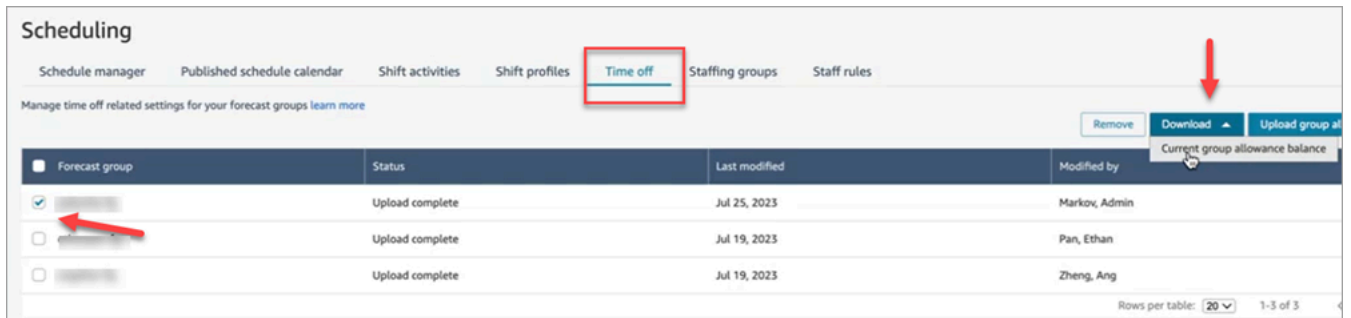 Scheduling
Schedule manager Published schedule calendar Shift activities Shift profiles Time off Staffing groups Staff rules
Manage time off related settings for your forecast groups learn more
Remove Download Upload group al
Current group allowance balance
Forecast group Status Last modified Modified by
Upload complete Jul 25, 2023 Markov, Admin
Upload complete Jul 19, 2023 Pan, Ethan
Upload complete Jul 19, 2023 Zheng, Ang
Rows per table: 20 1-3 of 3